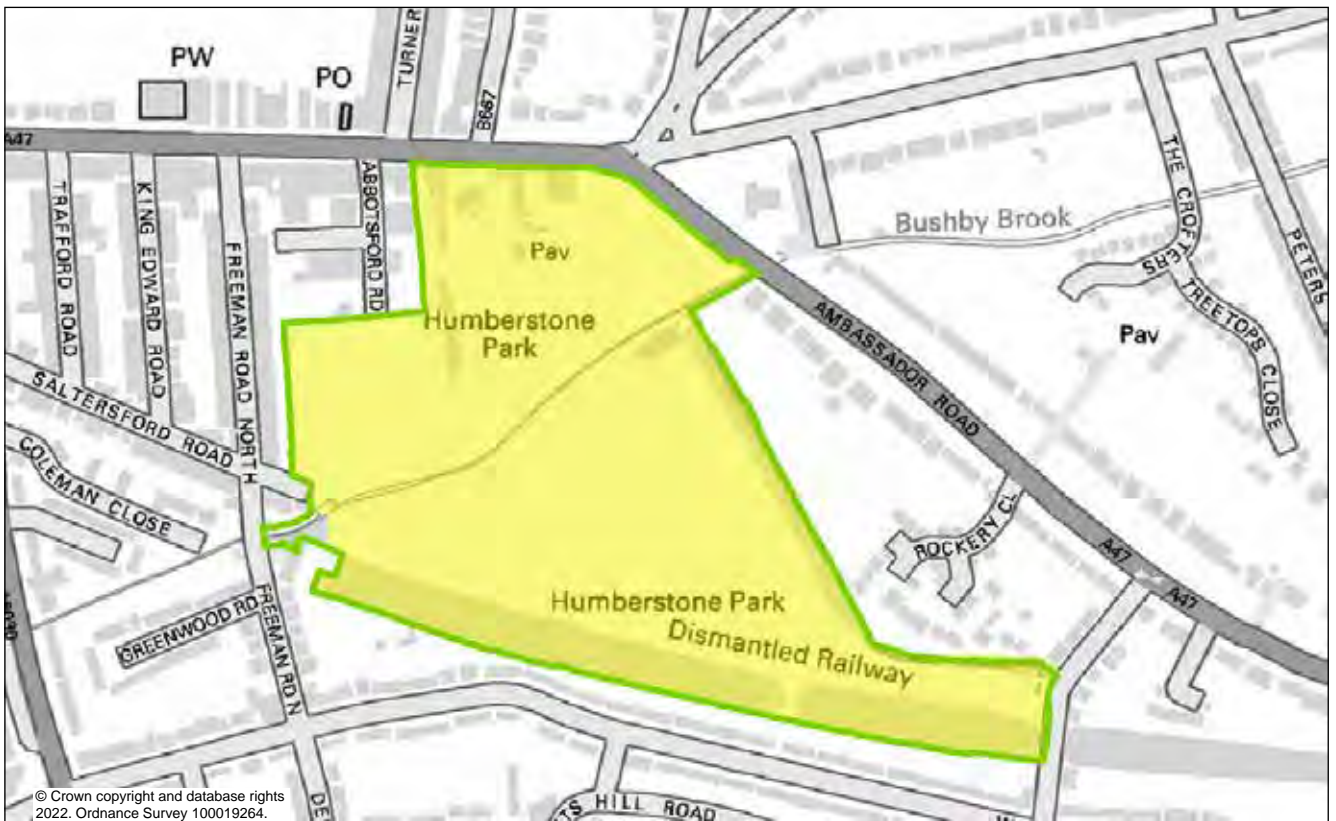 PW
PO
TURNER
B667
A47
TRAFFORD ROAD
KING EDWARD ROAD
FREEMAN ROAD NORTH
ABBOTSFORD RD
Pav
Humberstone
Park
Bushby Brook
THE CROFTERS
PETERS
TREETOPS CLOSE
Pav
AMBASSADOR ROAD
SALTERSFORD ROAD
COLEMAN CLOSE
ROCKERY CL
A47
A47
GREENWOOD RD
FREEMAN RD N
Humberstone Park
Dismantled Railway
HILL ROAD
© Crown copyright and database rights
2022. Ordnance Survey 100019264.